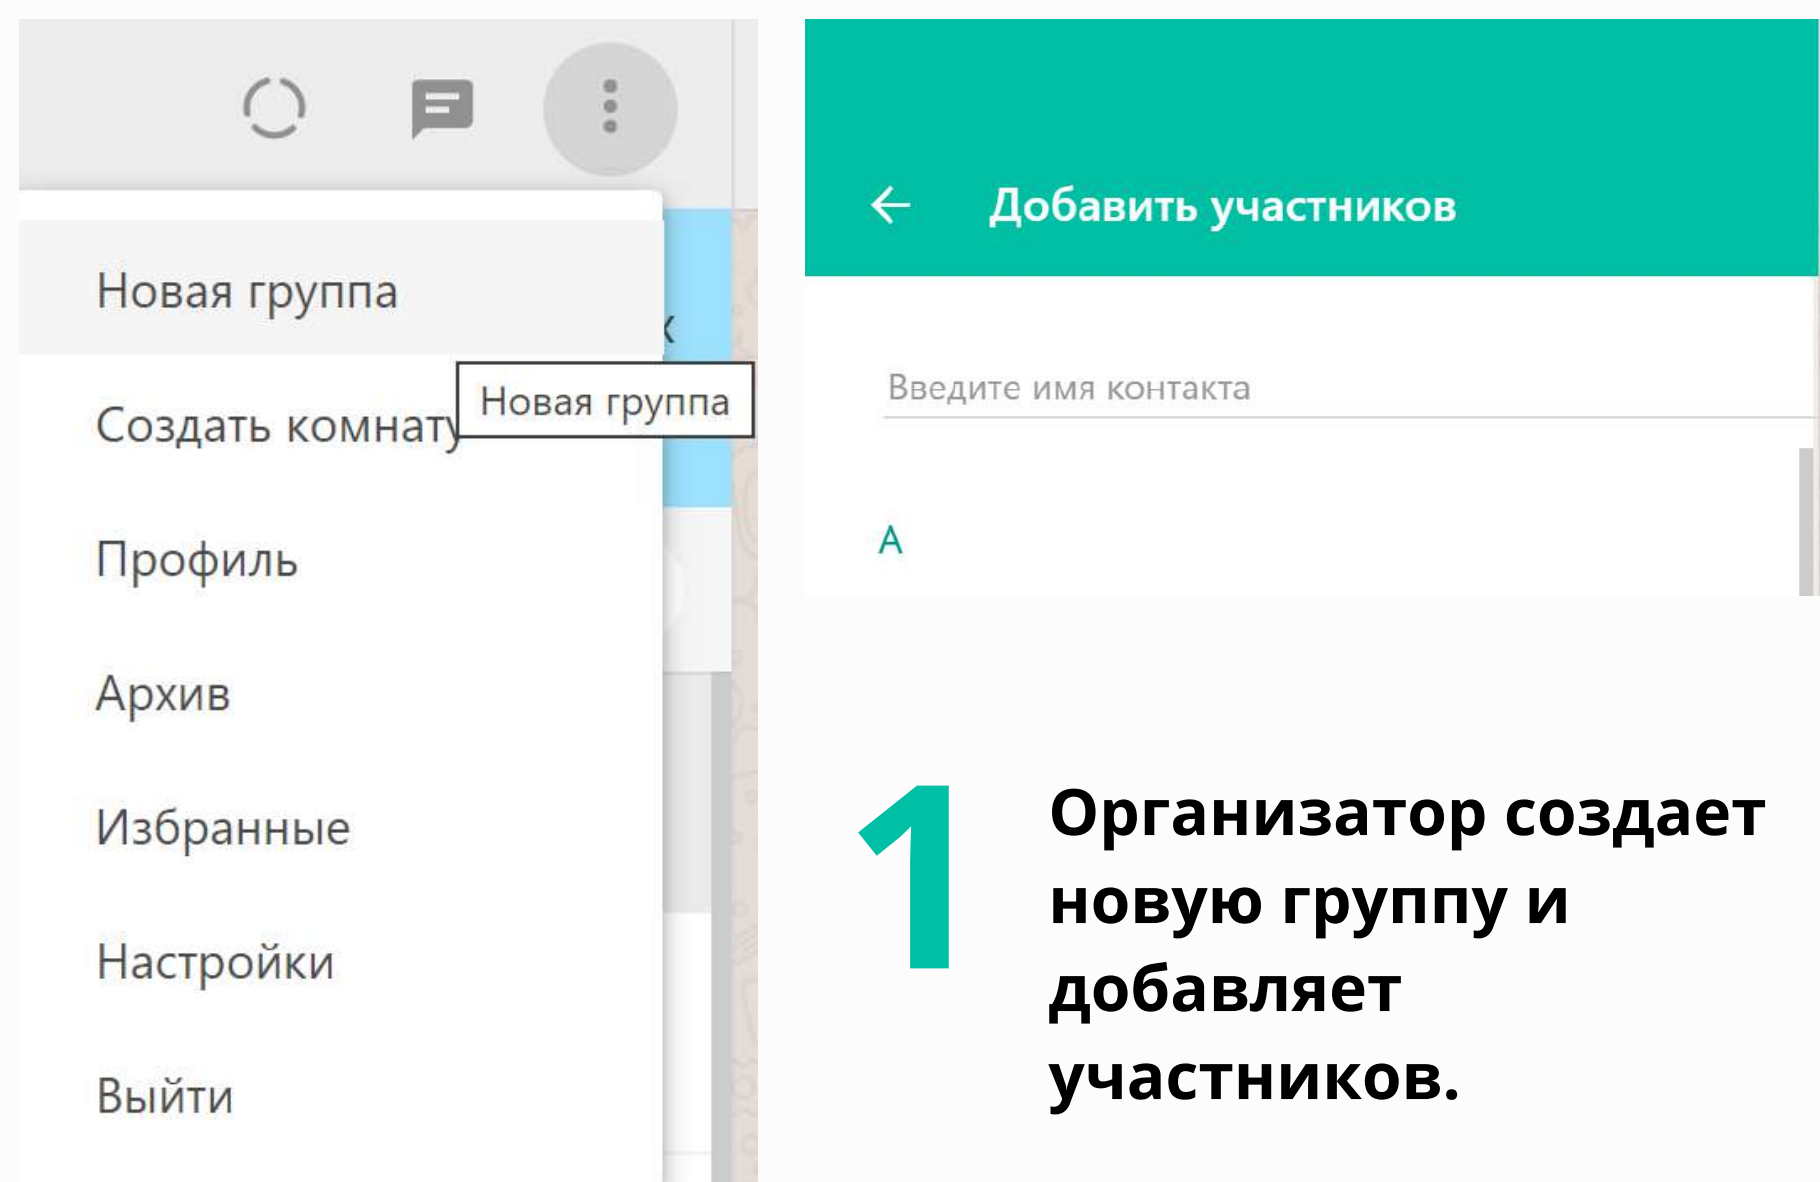 Новая группа
Новая группа
Создать комнату
Профиль
Архив
Избранные
Настройки
Выйти
Добавить участников
Введите имя контакта
А
1
Организатор создает
новую группу и
добавляет
участников.